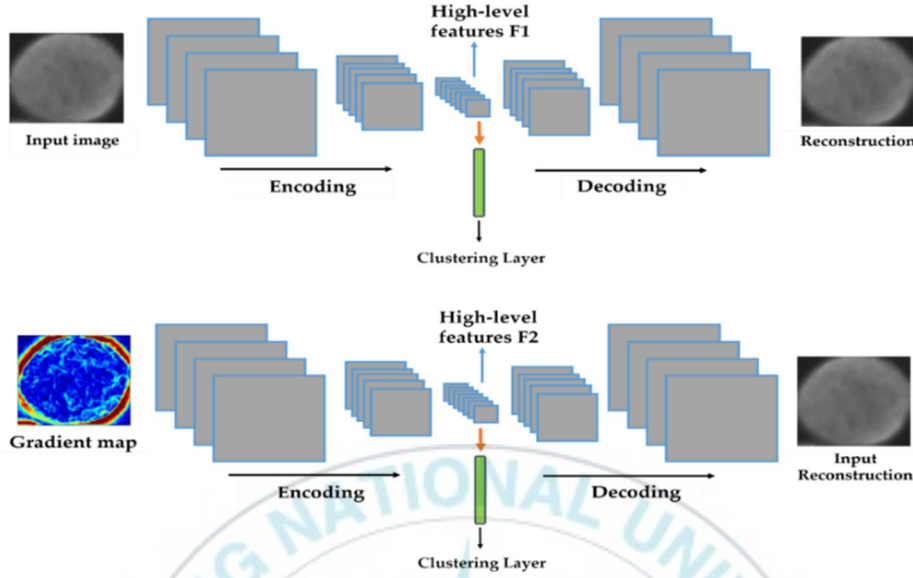 High-level
features F1
Input image
Reconstruction
Encoding
Decoding
Clustering Layer
High-level
features F2
Gradient map
Input
Reconstruction
Encoding
Decoding
Clustering Layer
NATIONAL